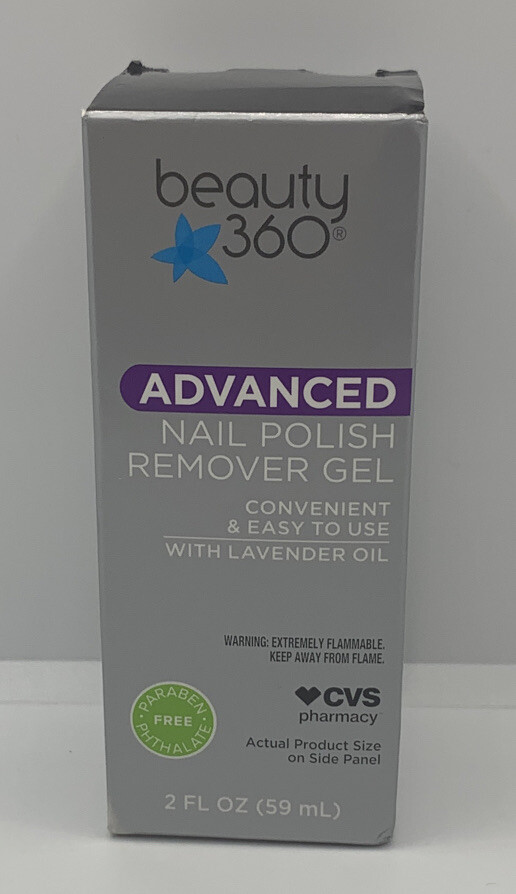 beauty
360®
ADVANCED
NAIL POLISH
REMOVER GEL
CONVENIENT
& EASY TO USE
WITH LAVENDER OIL
WARNING: EXTREMELY FLAMMABLE.
KEEP AWAY FROM FLAME.
PARABEN
FREE
PHTHALATE
CVS
pharmacy
Actual Product Size
on Side Panel
2 FL OZ (59 mL)